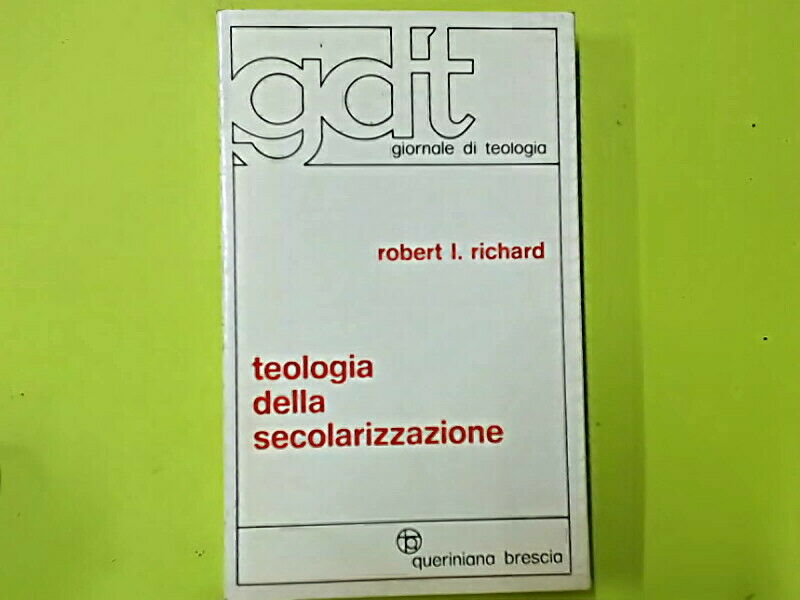 gdt
giornale di teologia
robert l. richard
teologia
della
secolarizzazione
queriniana brescia